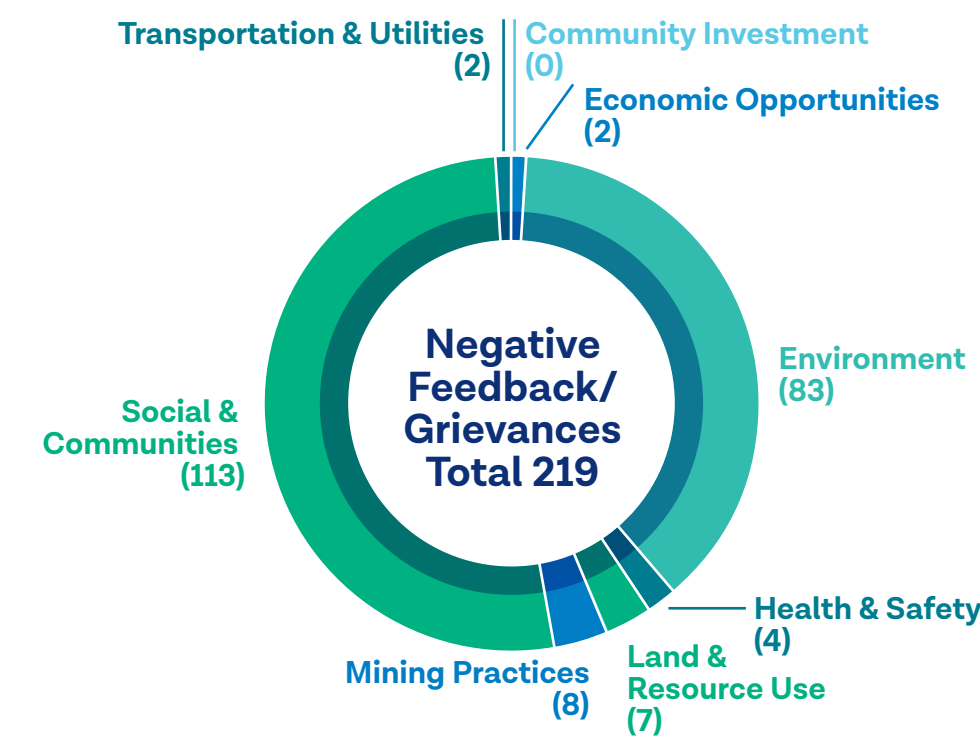 Transportation & Utilities
(2)
Community Investment
(0)
Economic Opportunities
(2)
Environment
(83)
Negative
Feedback/
Grievances
Total 219
Social &
Communities
(113)
Health & Safety
(4)
Land &
Resource Use
(7)
Mining Practices
(8)